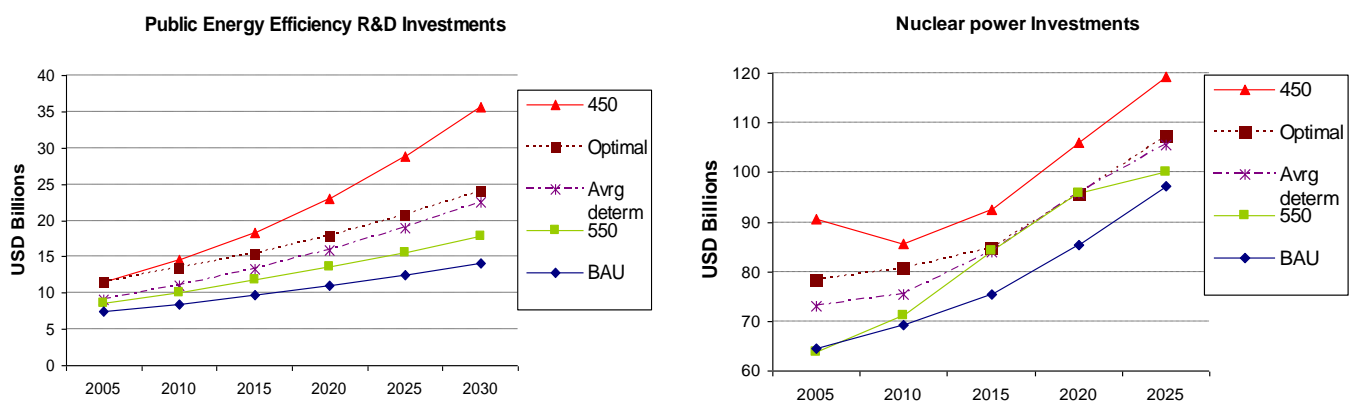 Public Energy Efficiency R&D Investments
USD Billions
40
35
30
25
20
15
10
5
0
2005 2010 2015 2020 2025 2030
450
Optimal
Avrg
determ
550
BAU
Nuclear power Investments
USD Billions
120
110
100
90
80
70
60
2005 2010 2015 2020 2025
450
Optimal
Avrg
determ
550
BAU